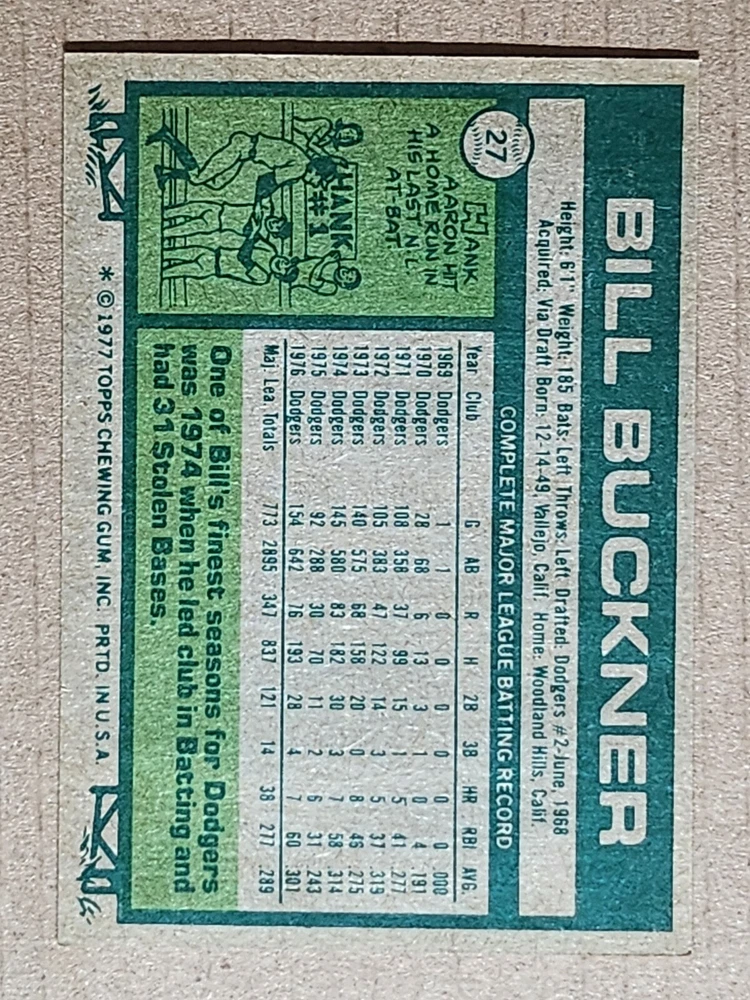 BILL BUCKNER
27
Height: 6'1" Weight: 185 Bats: Left Throws: Left Drafted: Dodgers #2-June, 1968
Acquired: Via Draft Born: 12-14-49 Vallejo, Calif. Home: Woodland Hills, Calif.
COMPLETE MAJOR LEAGUE BATTING RECORD
HANK
AARON HIT
A HOME RUN IN
HIS LAST N.L.
AT-BAT
HANK
#1
Year Club G AB R H 2B 3B HR RBI AVG.
1969 Dodgers 1 1 0 0 0 0 0 0 .000
1970 Dodgers 28 68 6 13 3 1 0 4 .191
1971 Dodgers 108 358 37 99 15 1 5 41 .277
1972 Dodgers 105 383 47 122 14 3 5 37 .319
1973 Dodgers 140 575 68 158 20 0 8 46 .275
1974 Dodgers 145 580 83 182 30 3 7 58 .314
1975 Dodgers 92 288 30 70 11 2 6 31 .243
1976 Dodgers 154 642 76 193 28 4 7 60 .301
Maj. Lea. Totals 773 2895 347 837 121 14 38 277 .289
One of Bill's finest seasons for Dodgers
was 1974 when he led club in Batting and
had 31 Stolen Bases.
* © 1977 TOPPS CHEWING GUM, INC. PRTD. IN U.S.A.